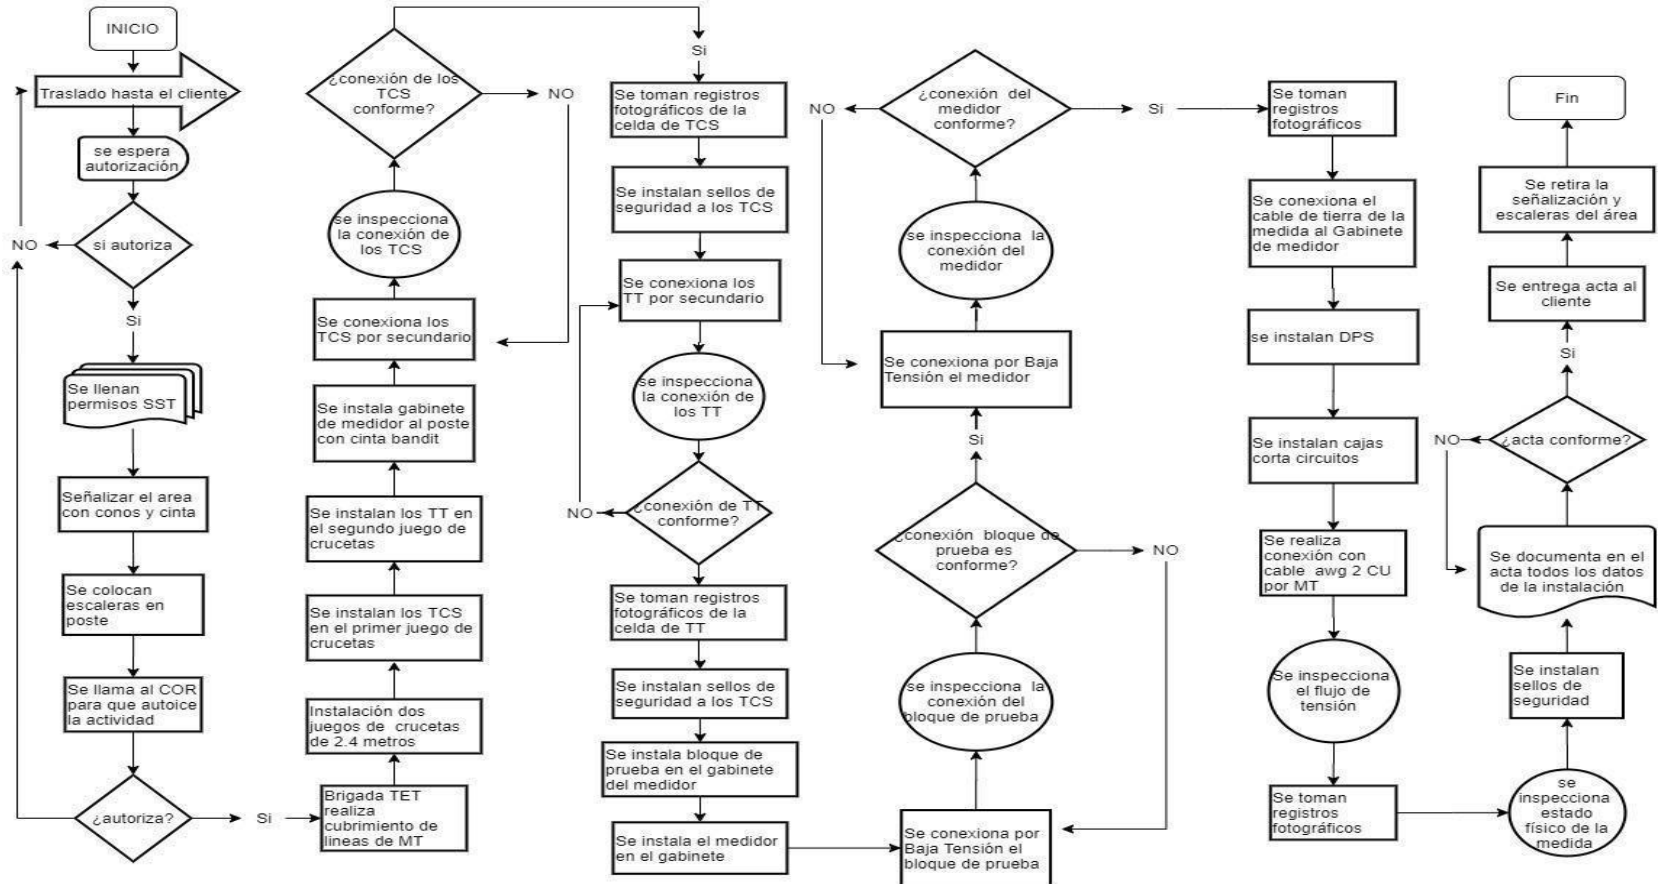 INICIO
Traslado hasta el cliente
se espera
autorización
si autoriza
NO
Si
Se llenan
permisos SST
Señalizar el area
con conos y cinta
Se colocan
escaleras en
poste
Se llama al COR
para que autoice
la actividad
¿autoriza?
Si
Brigada TET
realiza
cubrimiento de
lineas de MT
Instalación dos
juegos de crucetas
de 2.4 metros
Se instalan los TCS
en el primer juego de
crucetas
Se instalan los TT en
el segundo juego de
crucetas
Se instala gabinete
de medidor al poste
con cinta bandit
Se conexiona los
TCS por secundario
se inspecciona
la conexión de
los TCS
¿conexión de los
TCS
conforme?
NO
Si
Se toman registros
fotográficos de la
celda de TCS
Se instalan sellos de
seguridad a los TCS
Se conexiona los
TT por secundario
se inspecciona
la conexión de
los TT
¿conexión de TT
conforme?
NO
Se toman registros
fotográficos de la
celda de TT
Se instalan sellos de
seguridad a los TCS
Se instala bloque de
prueba en el gabinete
del medidor
Se instala el medidor
en el gabinete
Se conexiona por
Baja Tensión el
bloque de prueba
se inspecciona la
conexión del
bloque de prueba
¿conexión bloque de
prueba es
conforme?
NO
Si
Se conexiona por Baja
Tensión el medidor
se inspecciona la
conexión del
medidor
¿conexión del
medidor
conforme?
NO
Si
Se toman
registros
fotográficos
Se conexiona el
cable de tierra de la
medida al Gabinete
de medidor
se instalan DPS
Se instalan cajas
corta circuitos
Se realiza
conexión con
cable awg 2 CU
por MT
Se inspecciona
el flujo de
tensión
Se toman
registros
fotográficos
se
inspecciona
estado
físico de la
medida
Se instalan
sellos de
seguridad
Se documenta en el
acta todos los datos
de la instalación
¿acta conforme?
NO
Si
Se entrega acta al
cliente
Se retira la
señalización y
escaleras del área
Fin